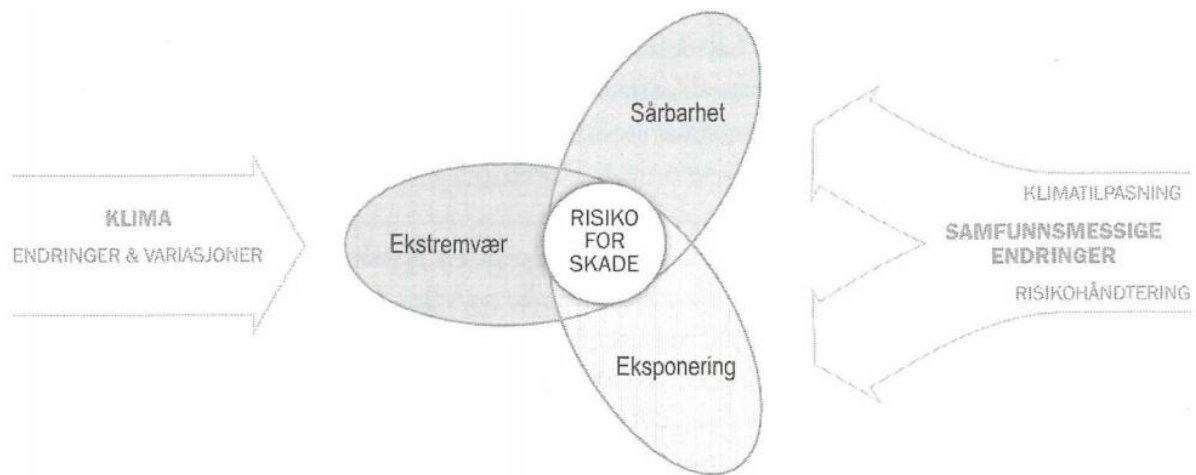 Sårbarhet
KLIMA
ENDRINGER & VARIASJONER
Ekstremvær
RISIKO
FOR
SKADE
Eksponering
KLIMATILPASNING
SAMFUNNSMESSIGE
ENDRINGER
RISIKOHÅNDTERING